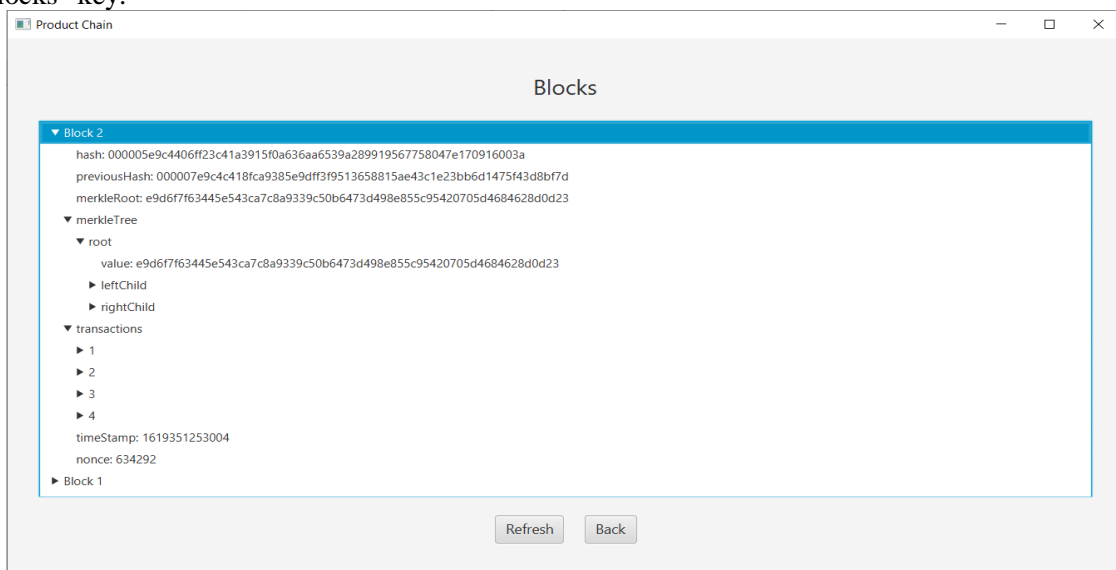 key.
Product Chain
Blocks
Block 2
hash: 000005e9c4406ff23c41a3915f0a636aa6539a289919567758047e170916003a
previousHash: 000007e9c4c418fca9385e9dff3f9513658815ae43c1e23bb6d1475f43d8bf7d
merkleRoot: e9d6f7f63445e543ca7c8a9339c50b6473d498e855c95420705d4684628d0d23
merkleTree
root
value: e9d6f7f63445e543ca7c8a9339c50b6473d498e855c95420705d4684628d0d23
leftChild
rightChild
transactions
1
2
3
4
timeStamp: 1619351253004
nonce: 634292
Block 1
Refresh Back